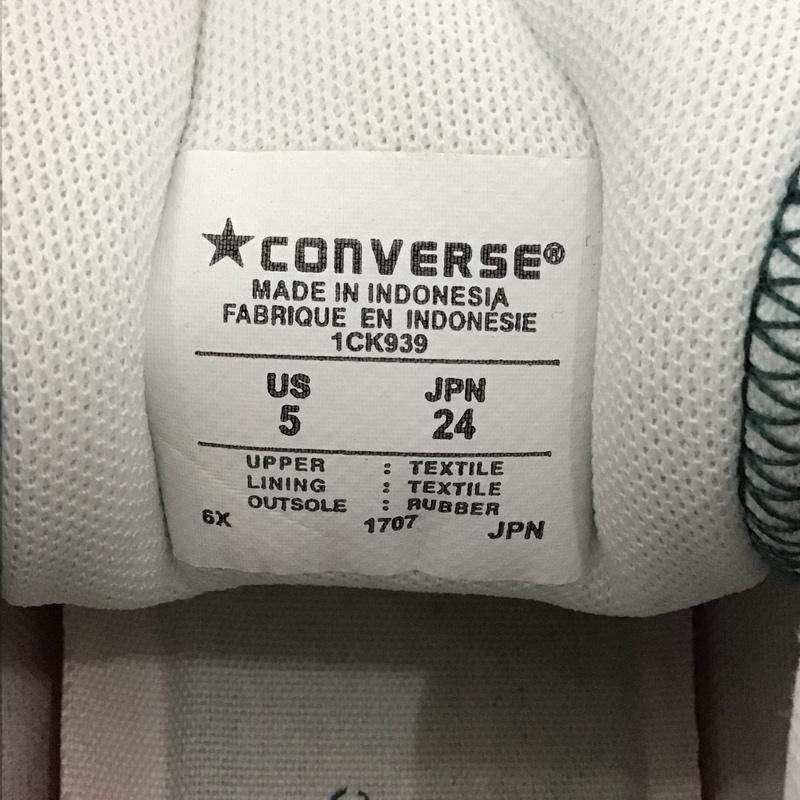 ★CONVERSE®
MADE IN INDONESIA
FABRIQUE EN INDONÉSIE
1CK939
US JPN
5 24
UPPER : TEXTILE
LINING : TEXTILE
OUTSOLE : RUBBER
6X 1707 JPN